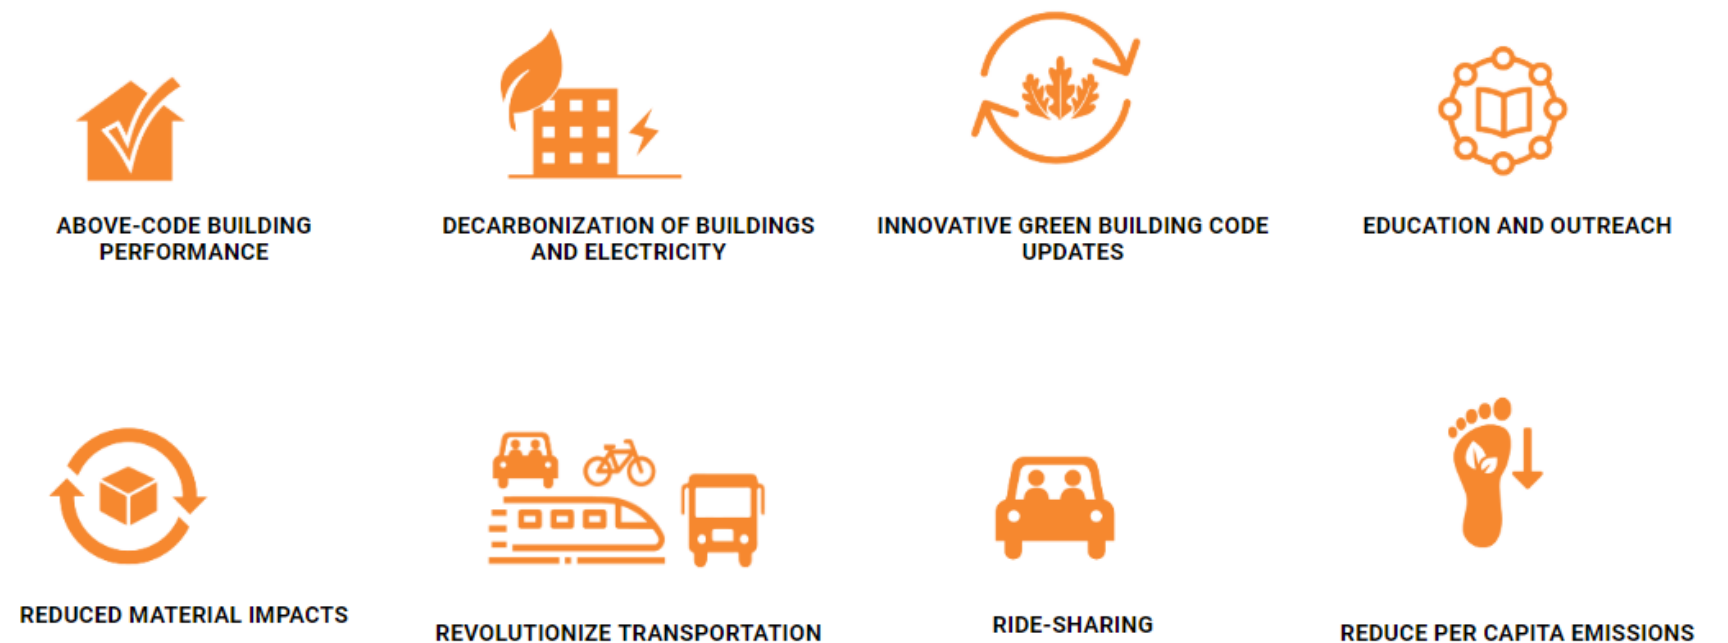 ABOVE-CODE BUILDING
PERFORMANCE
DECARBONIZATION OF BUILDINGS
AND ELECTRICITY
INNOVATIVE GREEN BUILDING CODE
UPDATES
EDUCATION AND OUTREACH
REDUCED MATERIAL IMPACTS
REVOLUTIONIZE TRANSPORTATION
RIDE-SHARING
REDUCE PER CAPITA EMISSIONS